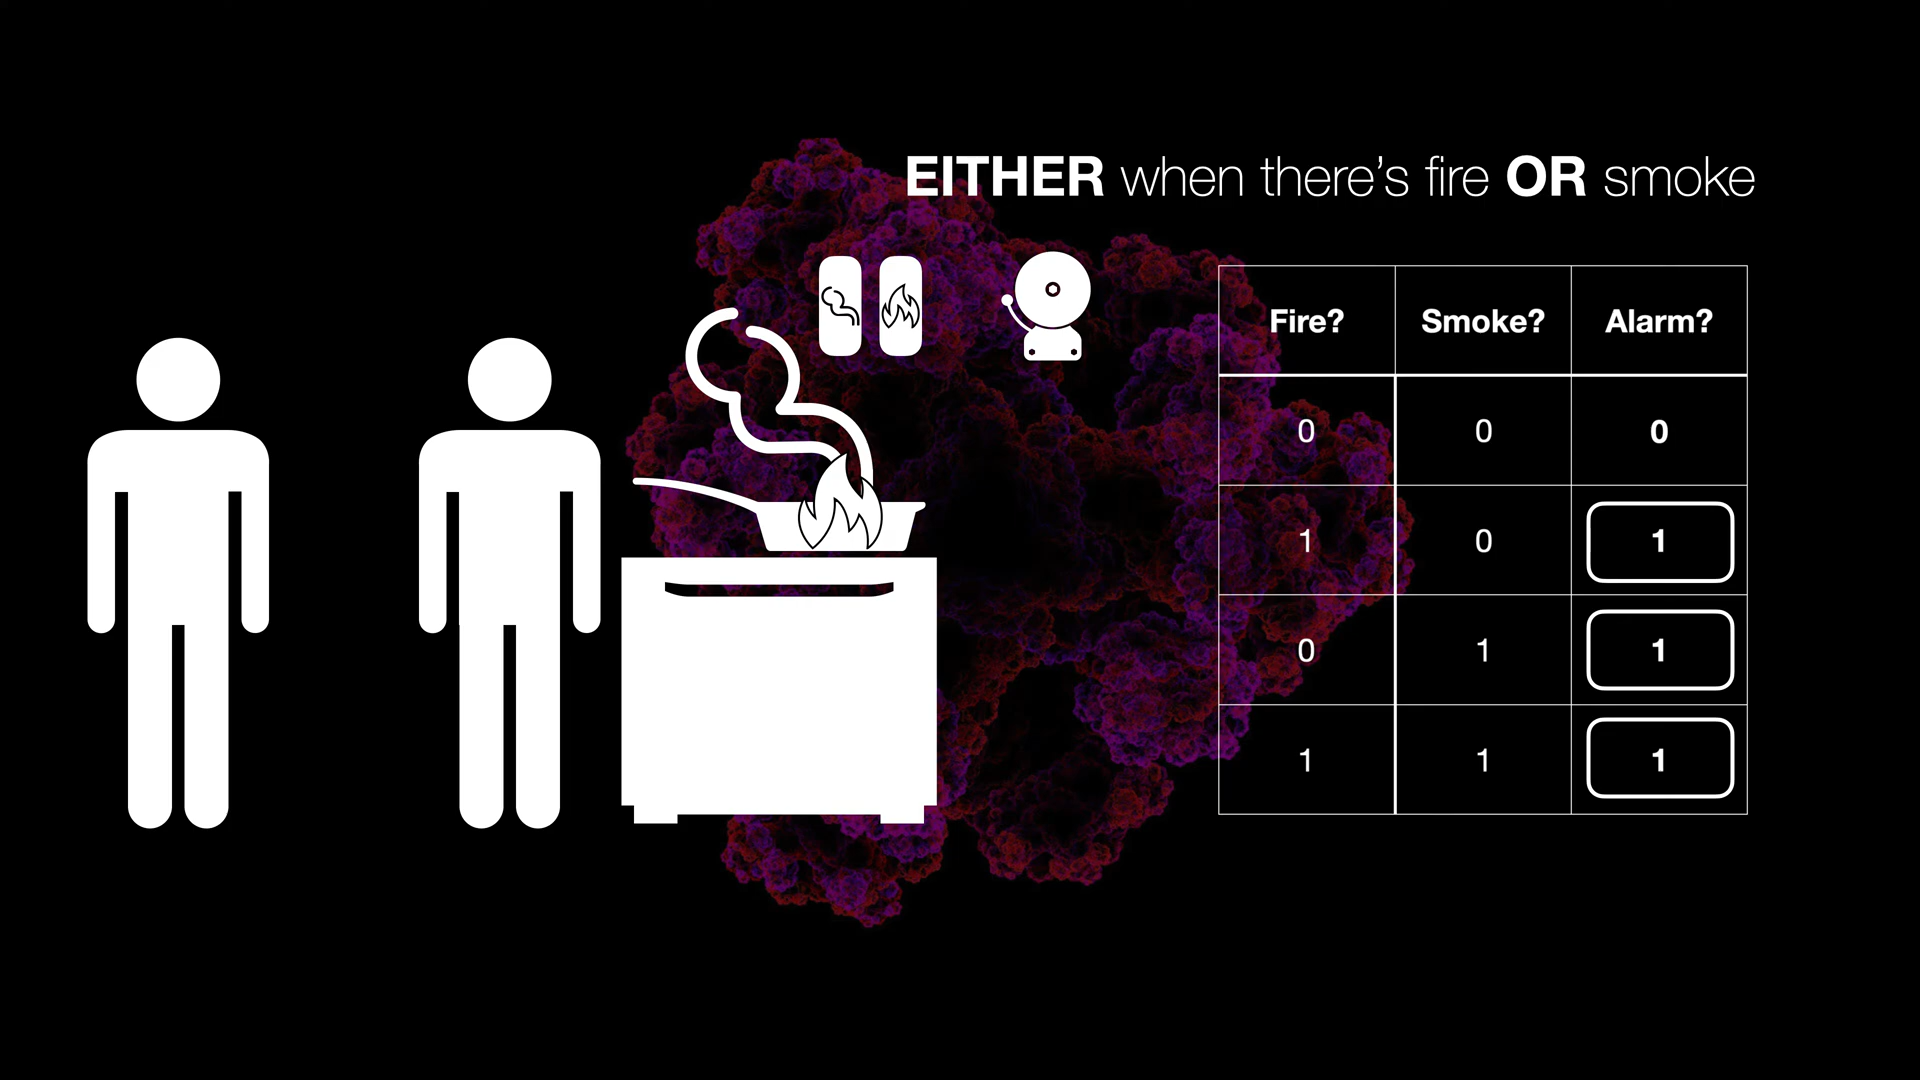 EITHER when there's fire OR smoke
Fire? Smoke? Alarm?
0 0 0
1 0 1
0 1 1
1 1 1